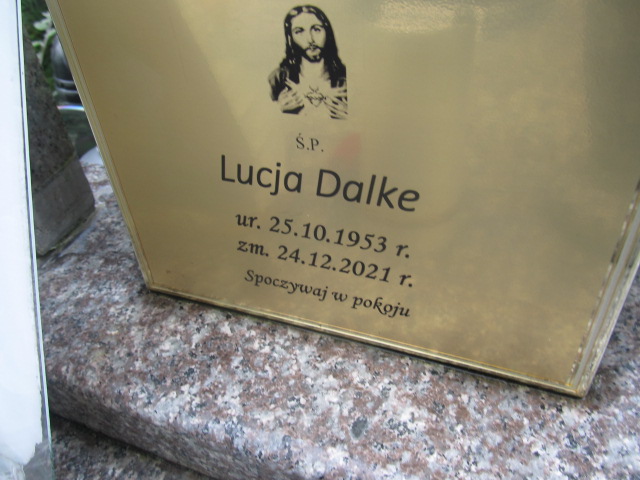 Ś.P.
Lucja Dalke
ur. 25.10.1953 r.
zm. 24.12.2021 r.
Spoczywaj w pokoju